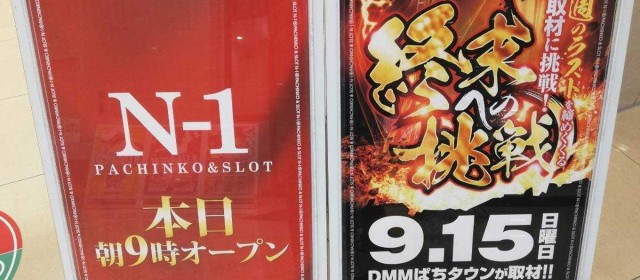 N-1
PACHINKO&SLOT
本日
朝9時オープン
週のラストを締めくくる
取材に挑戦!
終末への挑戦
9.15 日曜日
DMMぱちタウンが取材!!